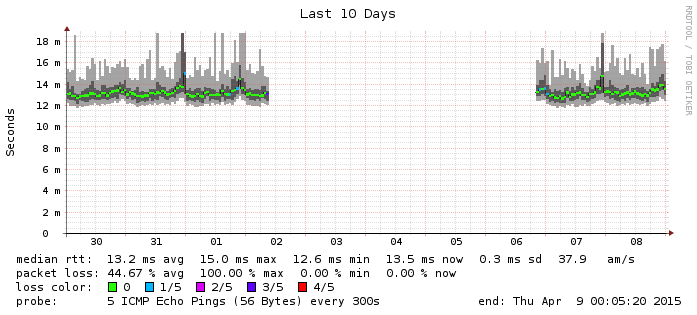 Last 10 Days
RRDTOOL / TOBI OETIKER
Seconds
18 m
16 m
14 m
12 m
10 m
8 m
6 m
4 m
2 m
0
30 31 01 02 03 04 05 06 07 08
median rtt: 13.2 ms avg 15.0 ms max 12.6 ms min 13.5 ms now 0.3 ms sd 37.9 am/s
packet loss: 44.67 % avg 100.00 % max 0.00 % min 0.00 % now
loss color: 0 1/5 2/5 3/5 4/5
probe: 5 ICMP Echo Pings (56 Bytes) every 300s end: Thu Apr 9 00:05:20 2015